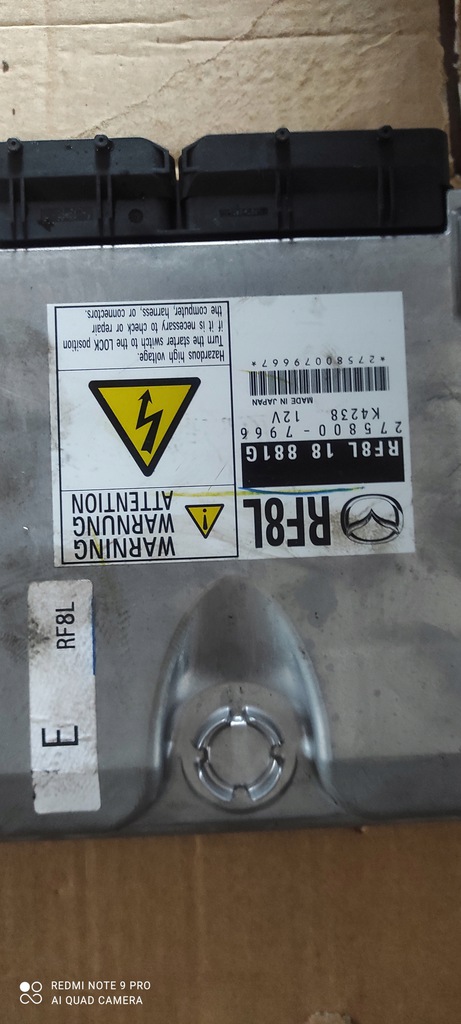 WARNING
WARNUNG
ATTENTION
Hazardous high voltage.
Turn the starter switch to the LOCK position
if it is necessary to check or repair
the computer, harness, or connectors.
RF8L
RF8L 18 881G
275800-7966
K4238 12V
MADE IN JAPAN
*2758007966​7*
E RF8L
REDMI NOTE 9 PRO
AI QUAD CAMERA